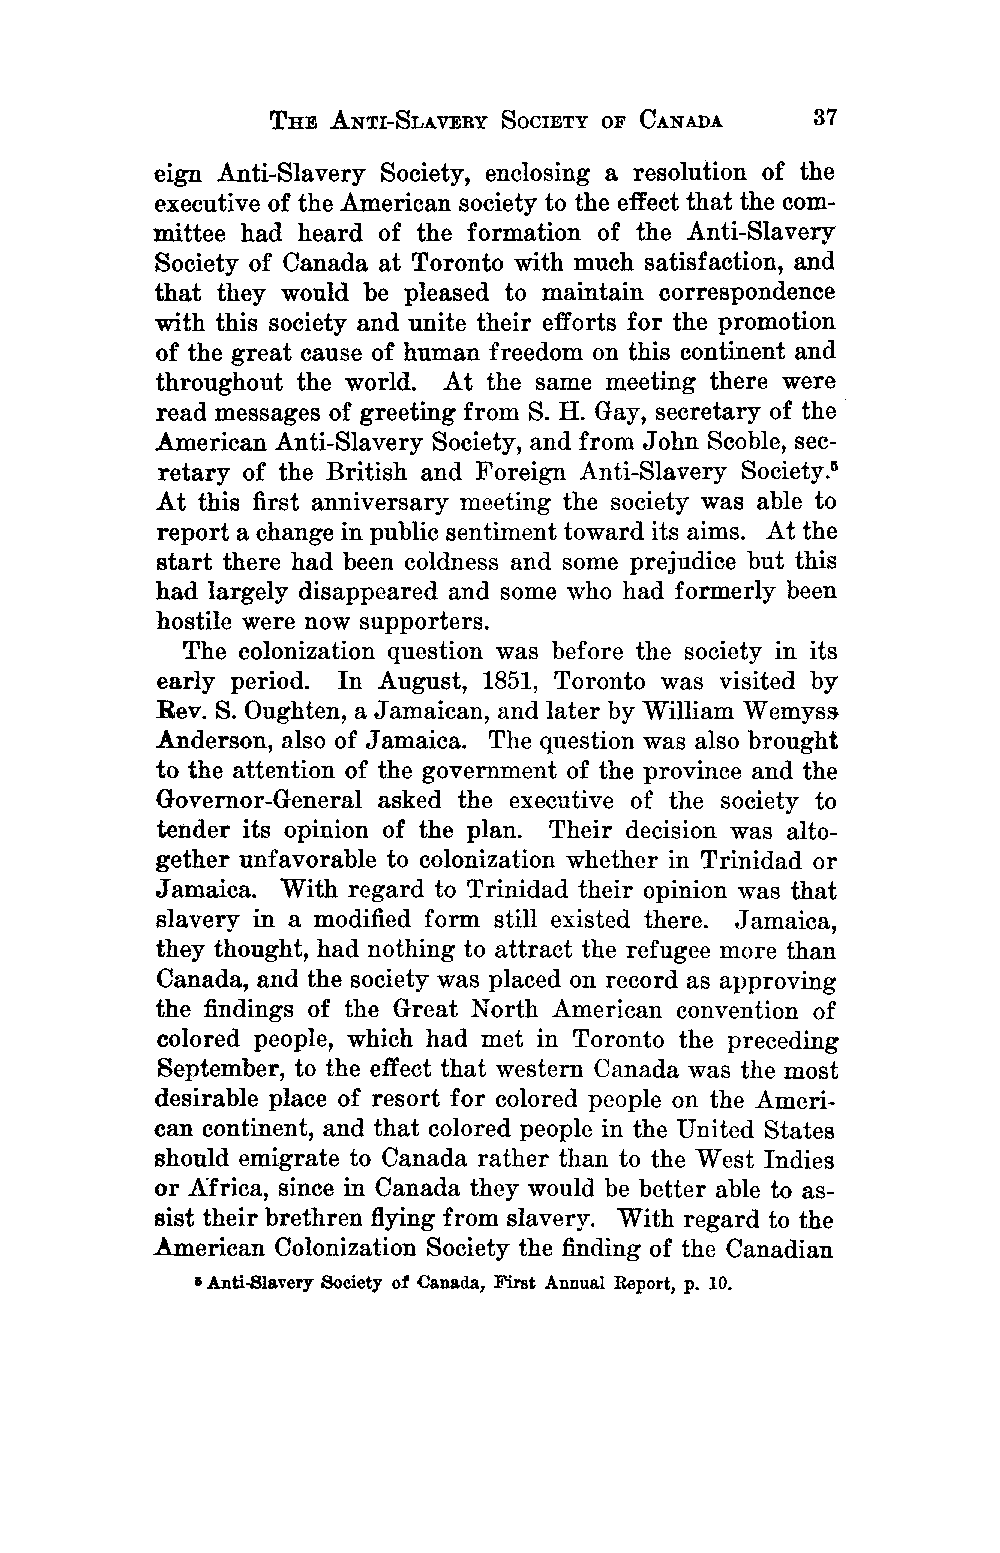 THE ANTI-SLAVERY SOCIETY OF CANADA 37
eign Anti-Slavery Society, enclosing a resolution of the
executive of the American society to the effect that the com-
mittee had heard of the formation of the Anti-Slavery
Society of Canada at Toronto with much satisfaction, and
that they would be pleased to maintain correspondence
with this society and unite their efforts for the promotion
of the great cause of human freedom on this continent and
throughout the world. At the same meeting there were
read messages of greeting from S. H. Gay, secretary of the
American Anti-Slavery Society, and from John Scoble, sec-
retary of the British and Foreign Anti-Slavery Society.⁵
At this first anniversary meeting the society was able to
report a change in public sentiment toward its aims. At the
start there had been coldness and some prejudice but this
had largely disappeared and some who had formerly been
hostile were now supporters.
The colonization question was before the society in its
early period. In August, 1851, Toronto was visited by
Rev. S. Oughten, a Jamaican, and later by William Wemyss
Anderson, also of Jamaica. The question was also brought
to the attention of the government of the province and the
Governor-General asked the executive of the society to
tender its opinion of the plan. Their decision was alto-
gether unfavorable to colonization whether in Trinidad or
Jamaica. With regard to Trinidad their opinion was that
slavery in a modified form still existed there. Jamaica,
they thought, had nothing to attract the refugee more than
Canada, and the society was placed on record as approving
the findings of the Great North American convention of
colored people, which had met in Toronto the preceding
September, to the effect that western Canada was the most
desirable place of resort for colored people on the Ameri-
can continent, and that colored people in the United States
should emigrate to Canada rather than to the West Indies
or Africa, since in Canada they would be better able to as-
sist their brethren flying from slavery. With regard to the
American Colonization Society the finding of the Canadian
⁵ Anti-Slavery Society of Canada, First Annual Report, p. 10.